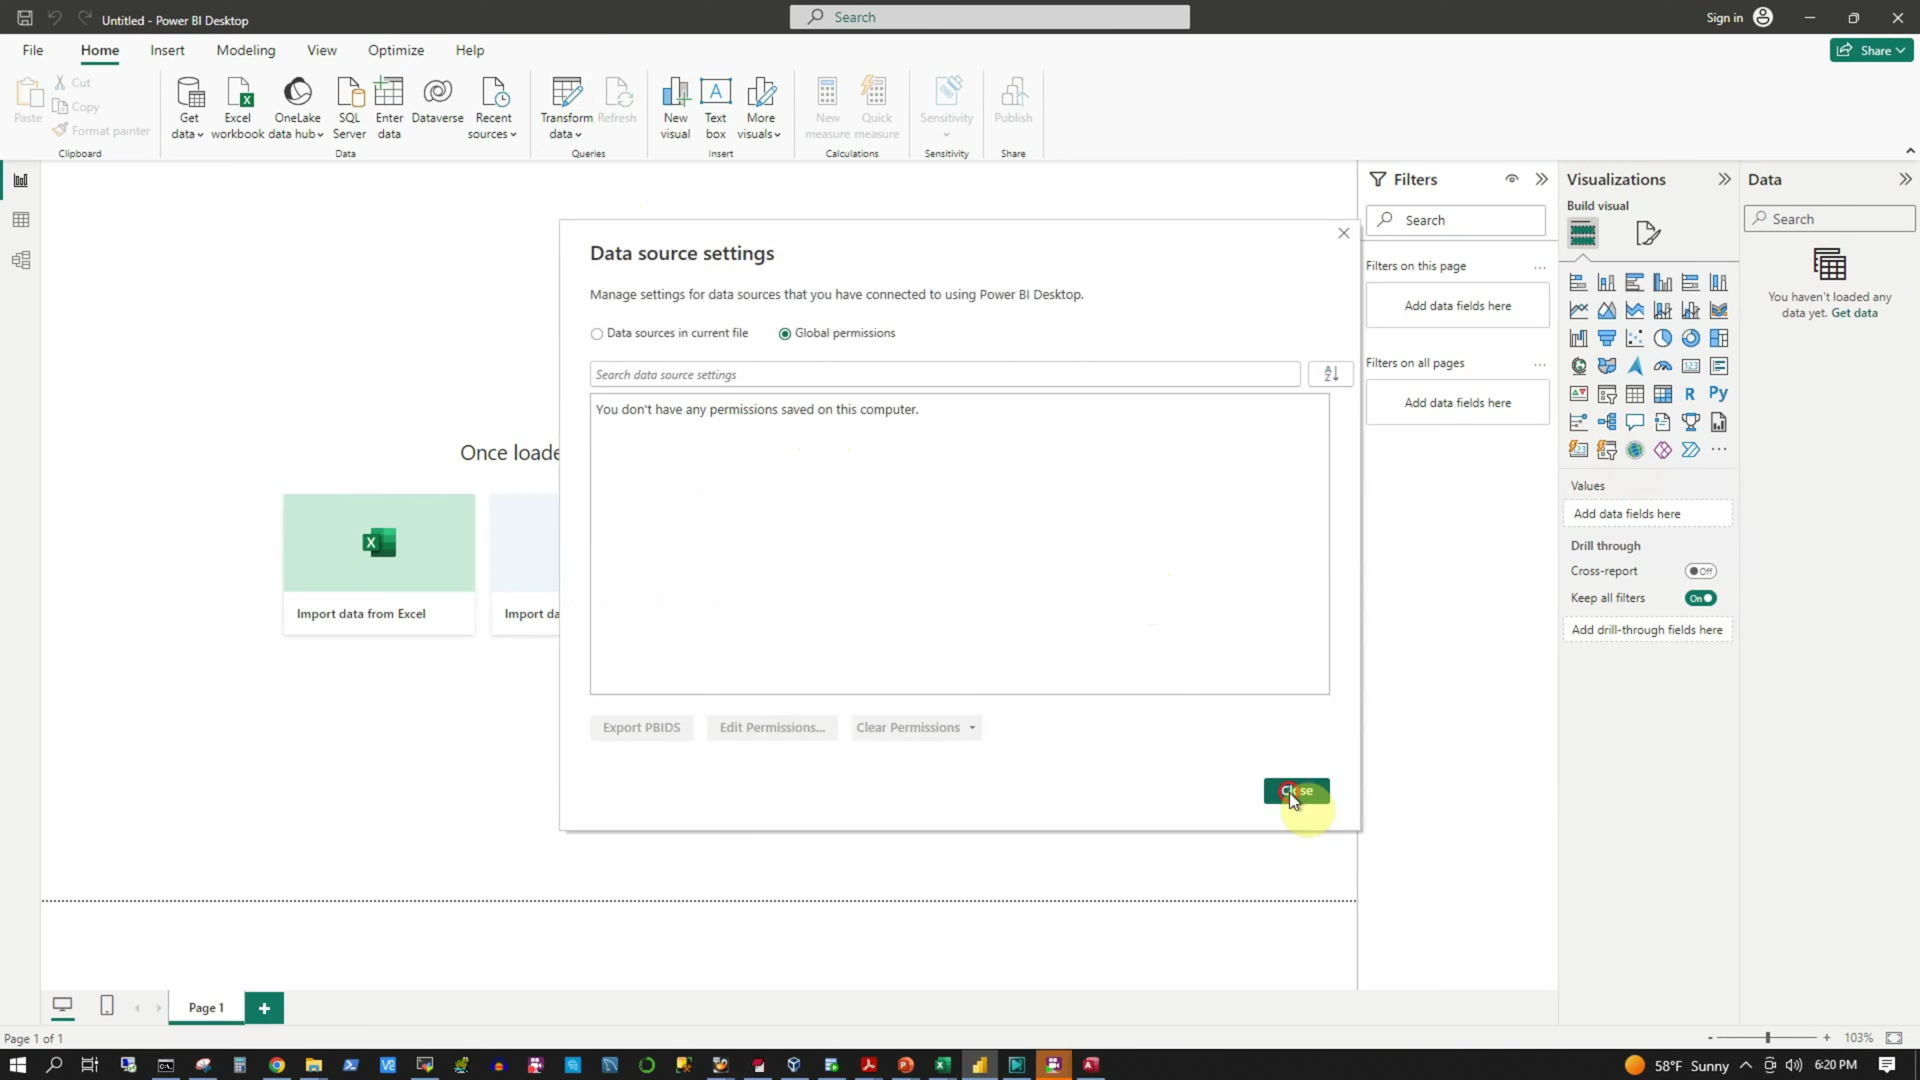 Untitled - Power BI Desktop
Search
Sign in
File
Home
Insert
Modeling
View
Optimize
Help
Share
Paste
Cut
Copy
Format painter
Clipboard
Get data
Excel workbook
OneLake data hub
SQL Server
Enter data
Dataverse
Recent sources
Data
Transform data
Refresh
Queries
New visual
Text box
More visuals
Insert
New measure
Quick measure
Calculations
Sensitivity
Sensitivity
Publish
Share
Once loade
Import data from Excel
Import da
Data source settings
Manage settings for data sources that you have connected to using Power BI Desktop.
Data sources in current file
Global permissions
Search data source settings
You don't have any permissions saved on this computer.
Export PBIDS
Edit Permissions...
Clear Permissions
Close
Filters
Search
Filters on this page
Add data fields here
Filters on all pages
Add data fields here
Visualizations
Build visual
123
R
Py
Values
Add data fields here
Drill through
Cross-report
Off
Keep all filters
On
Add drill-through fields here
Data
Search
You haven't loaded any
data yet. Get data
Page 1
Page 1 of 1
103%
58°F Sunny
6:20 PM